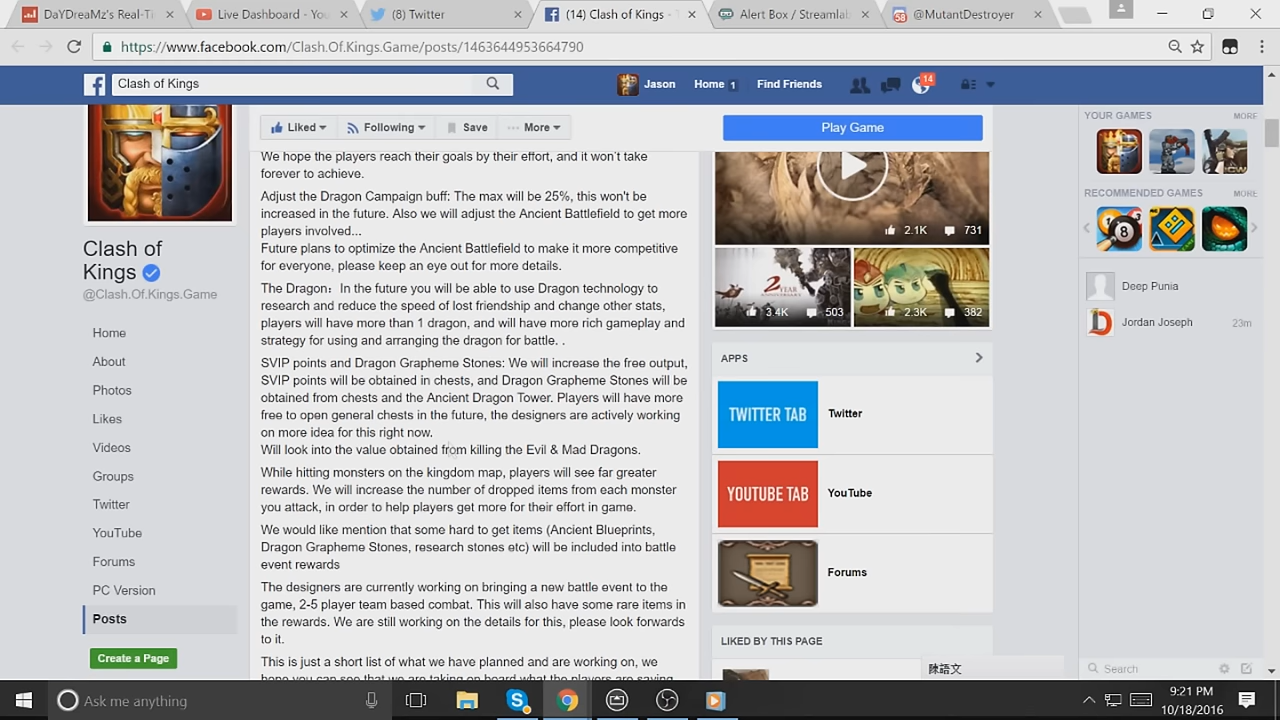 DaYDreaMz's Real-Ti
Live Dashboard - You
(8) Twitter
(14) Clash of Kings -
Alert Box / Streamlabs
@MutantDestroyer
https://www.facebook.com/Clash.Of.Kings.Game/posts/1463644953664790
Clash of Kings
Jason
Home 1
Find Friends
14
Liked
Following
Save
More
Play Game
Clash of
Kings
@Clash.Of.Kings.Game
Home
About
Photos
Likes
Videos
Groups
Twitter
YouTube
Forums
PC Version
Posts
Create a Page
We hope the players reach their goals by their effort, and it won't take
forever to achieve.
Adjust the Dragon Campaign buff: The max will be 25%, this won't be
increased in the future. Also we will adjust the Ancient Battlefield to get more
players involved...
Future plans to optimize the Ancient Battlefield to make it more competitive
for everyone, please keep an eye out for more details.
The Dragon：In the future you will be able to use Dragon technology to
research and reduce the speed of lost friendship and change other stats,
players will have more than 1 dragon, and will have more rich gameplay and
strategy for using and arranging the dragon for battle. .
SVIP points and Dragon Grapheme Stones: We will increase the free output,
SVIP points will be obtained in chests, and Dragon Grapheme Stones will be
obtained from chests and the Ancient Dragon Tower. Players will have more
free to open general chests in the future, the designers are actively working
on more idea for this right now.
Will look into the value obtained from killing the Evil & Mad Dragons.
While hitting monsters on the kingdom map, players will see far greater
rewards. We will increase the number of dropped items from each monster
you attack, in order to help players get more for their effort in game.
We would like mention that some hard to get items (Ancient Blueprints,
Dragon Grapheme Stones, research stones etc) will be included into battle
event rewards
The designers are currently working on bringing a new battle event to the
game, 2-5 player team based combat. This will also have some rare items in
the rewards. We are still working on the details for this, please look forwards
to it.
This is just a short list of what we have planned and are working on, we
hope you can see that we are taking on board what the players are saying
2.1K 731
2 YEAR
3.4K 503
2.3K 382
APPS
TWITTER TAB
Twitter
YOUTUBE TAB
YouTube
Forums
LIKED BY THIS PAGE
陳語文
YOUR GAMES MORE
RECOMMENDED GAMES MORE
Deep Punia
Jordan Joseph 23m
Search
Ask me anything
9:21 PM
10/18/2016